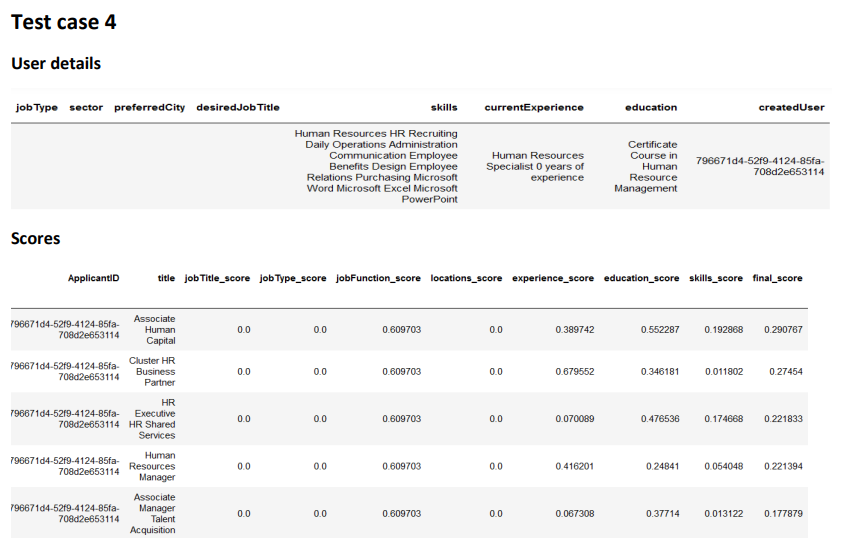 Test case 4
User details
jobType sector preferredCity desiredJobTitle skills currentExperience education createdUser
Human Resources HR Recruiting
Daily Operations Administration
Communication Employee
Benefits Design Employee
Relations Purchasing Microsoft
Word Microsoft Excel Microsoft
PowerPoint
Human Resources
Specialist 0 years of
experience
Certificate
Course in
Human
Resource
Management
796671d4-52f9-4124-85fa-
708d2e653114
Scores
ApplicantID title jobTitle_score jobType_score jobFunction_score locations_score experience_score education_score skills_score final_score
796671d4-52f9-4124-85fa-
708d2e653114
Associate
Human
Capital
0.0 0.0 0.609703 0.0 0.389742 0.552287 0.192868 0.290767
796671d4-52f9-4124-85fa-
708d2e653114
Cluster HR
Business
Partner
0.0 0.0 0.609703 0.0 0.679552 0.346181 0.011802 0.27454
796671d4-52f9-4124-85fa-
708d2e653114
HR
Executive
HR Shared
Services
0.0 0.0 0.609703 0.0 0.070089 0.476536 0.174668 0.221833
796671d4-52f9-4124-85fa-
708d2e653114
Human
Resources
Manager
0.0 0.0 0.609703 0.0 0.416201 0.24841 0.054048 0.221394
796671d4-52f9-4124-85fa-
708d2e653114
Associate
Manager
Talent
Acquisition
0.0 0.0 0.609703 0.0 0.067308 0.37714 0.013122 0.177879